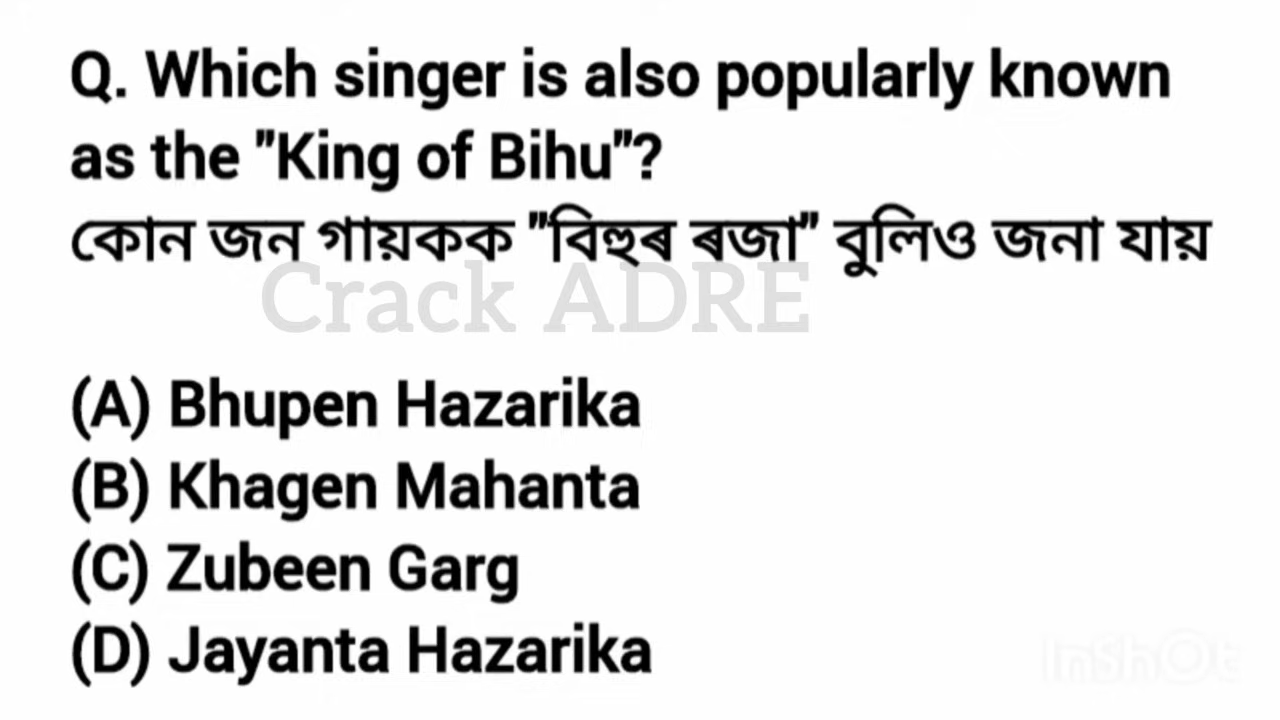 Q. Which singer is also popularly known
as the "King of Bihu"?
কোন জন গায়কক "বিহুৰ ৰজা" বুলিও জনা যায়
Crack ADRE
(A) Bhupen Hazarika
(B) Khagen Mahanta
(C) Zubeen Garg
(D) Jayanta Hazarika
InShOt